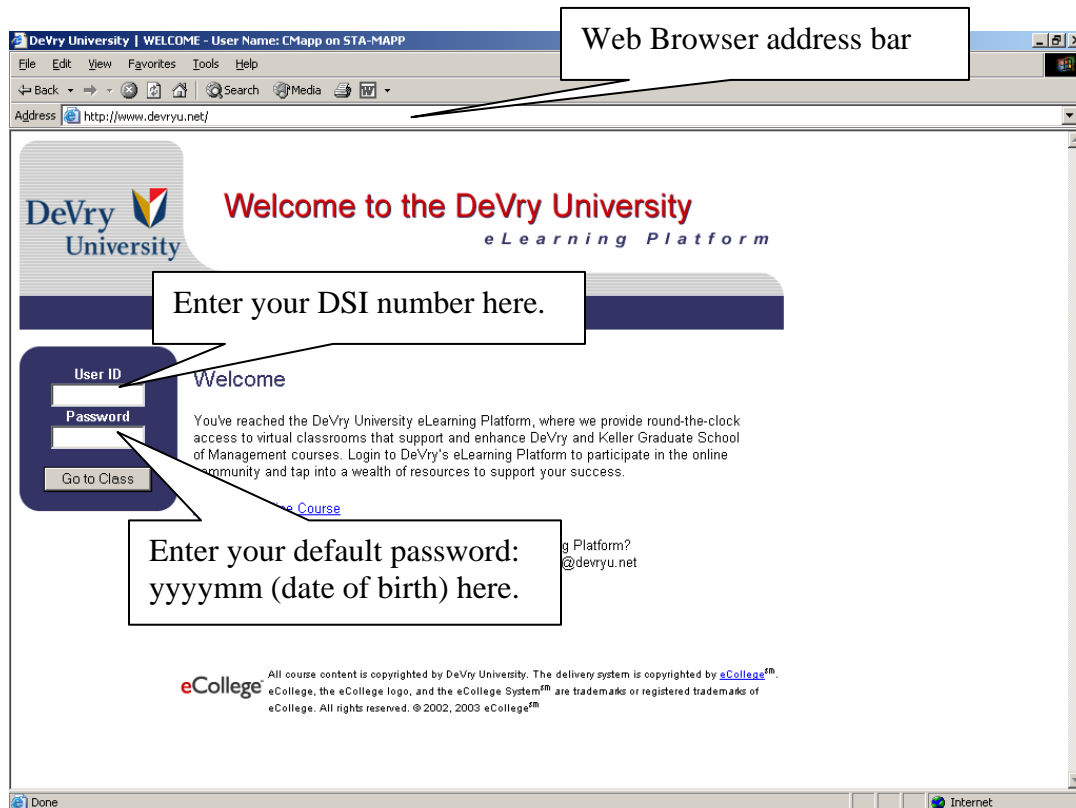 Web Browser address bar
DeVry University | WELCOME - User Name: CMapp on STA-MAPP
File Edit View Favorites Tools Help
Back Search Media
Address http://www.devryu.net/
DeVry
University
Welcome to the DeVry University
eLearning Platform
Enter your DSI number here.
User ID
Password
Go to Class
Welcome
You've reached the DeVry University eLearning Platform, where we provide round-the-clock
access to virtual classrooms that support and enhance DeVry and Keller Graduate School
of Management courses. Login to DeVry's eLearning Platform to participate in the online
community and tap into a wealth of resources to support your success.
Course
Enter your default password:
yyyymm (date of birth) here.
Platform?
@devryu.net
eCollege
All course content is copyrighted by DeVry University. The delivery system is copyrighted by eCollege℠.
eCollege, the eCollege logo, and the eCollege System℠ are trademarks or registered trademarks of
eCollege. All rights reserved. © 2002, 2003 eCollege℠
Done
Internet